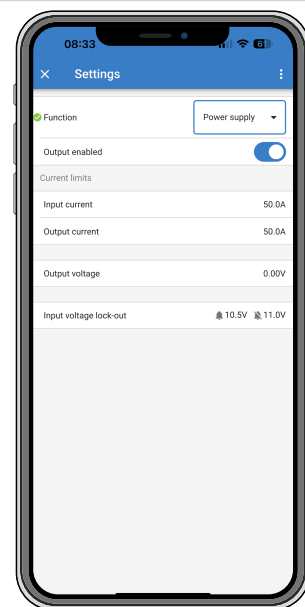 08:33 61
Settings
Function Power supply
Output enabled
Current limits
Input current 50.0A
Output current 50.0A
Output voltage 0.00V
Input voltage lock-out 10.5V 11.0V